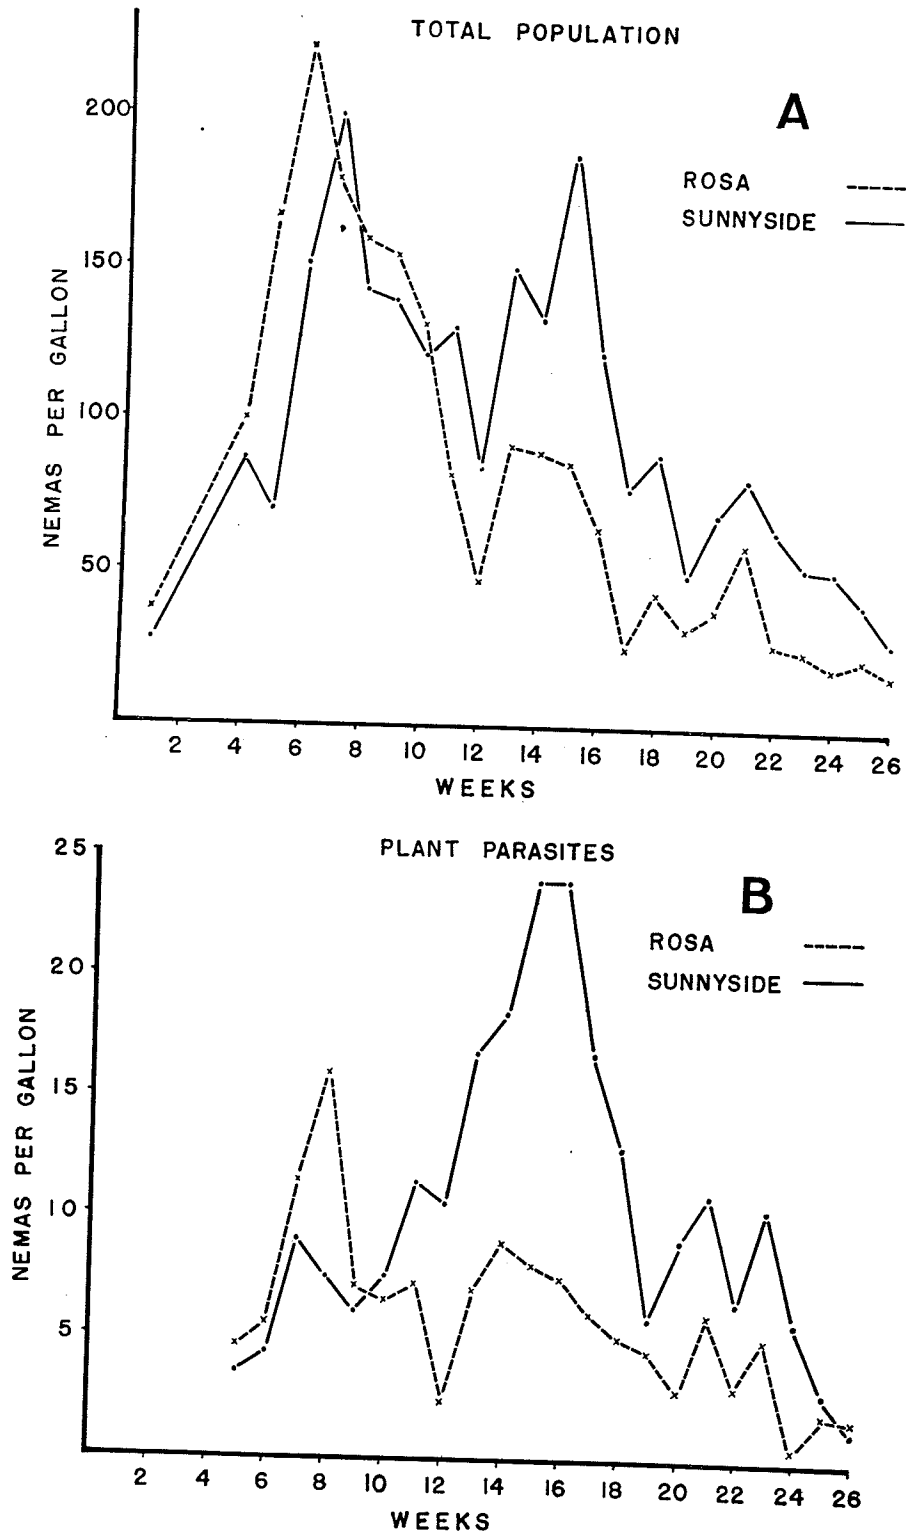 TOTAL POPULATION
A
ROSA
SUNNYSIDE
200
150
100
50
NEMAS PER GALLON
2 4 6 8 10 12 14 16 18 20 22 24 26
WEEKS
PLANT PARASITES
B
ROSA
SUNNYSIDE
25
20
15
10
5
NEMAS PER GALLON
2 4 6 8 10 12 14 16 18 20 22 24 26
WEEKS